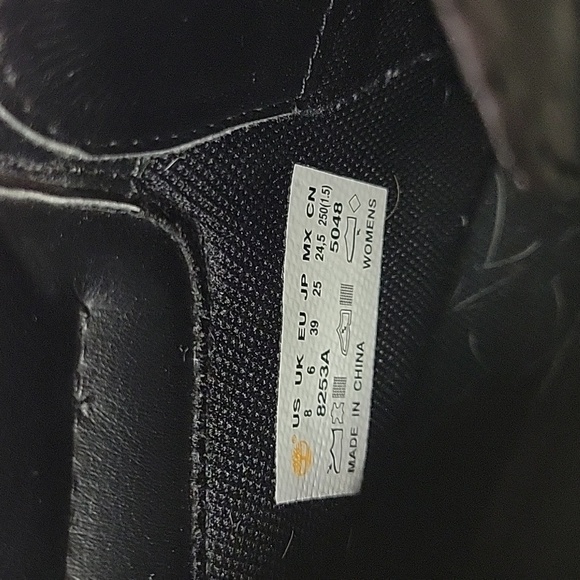 US UK EU JP MX CN
8 6 39 25 24,5 250(1.5)
8253A 5048
WOMENS
MADE IN CHINA